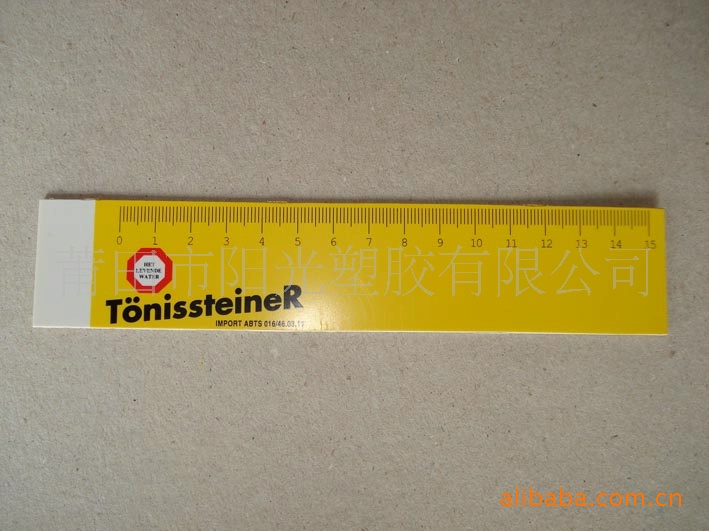 0 1 2 3 4 5 6 7 8 9 10 11 12 13 14 15
HET
LEVENDE
WATER
TönissteineR
IMPORT ABTS 016/46.03.12
莆田市阳光塑胶有限公司
alibaba.com.cn